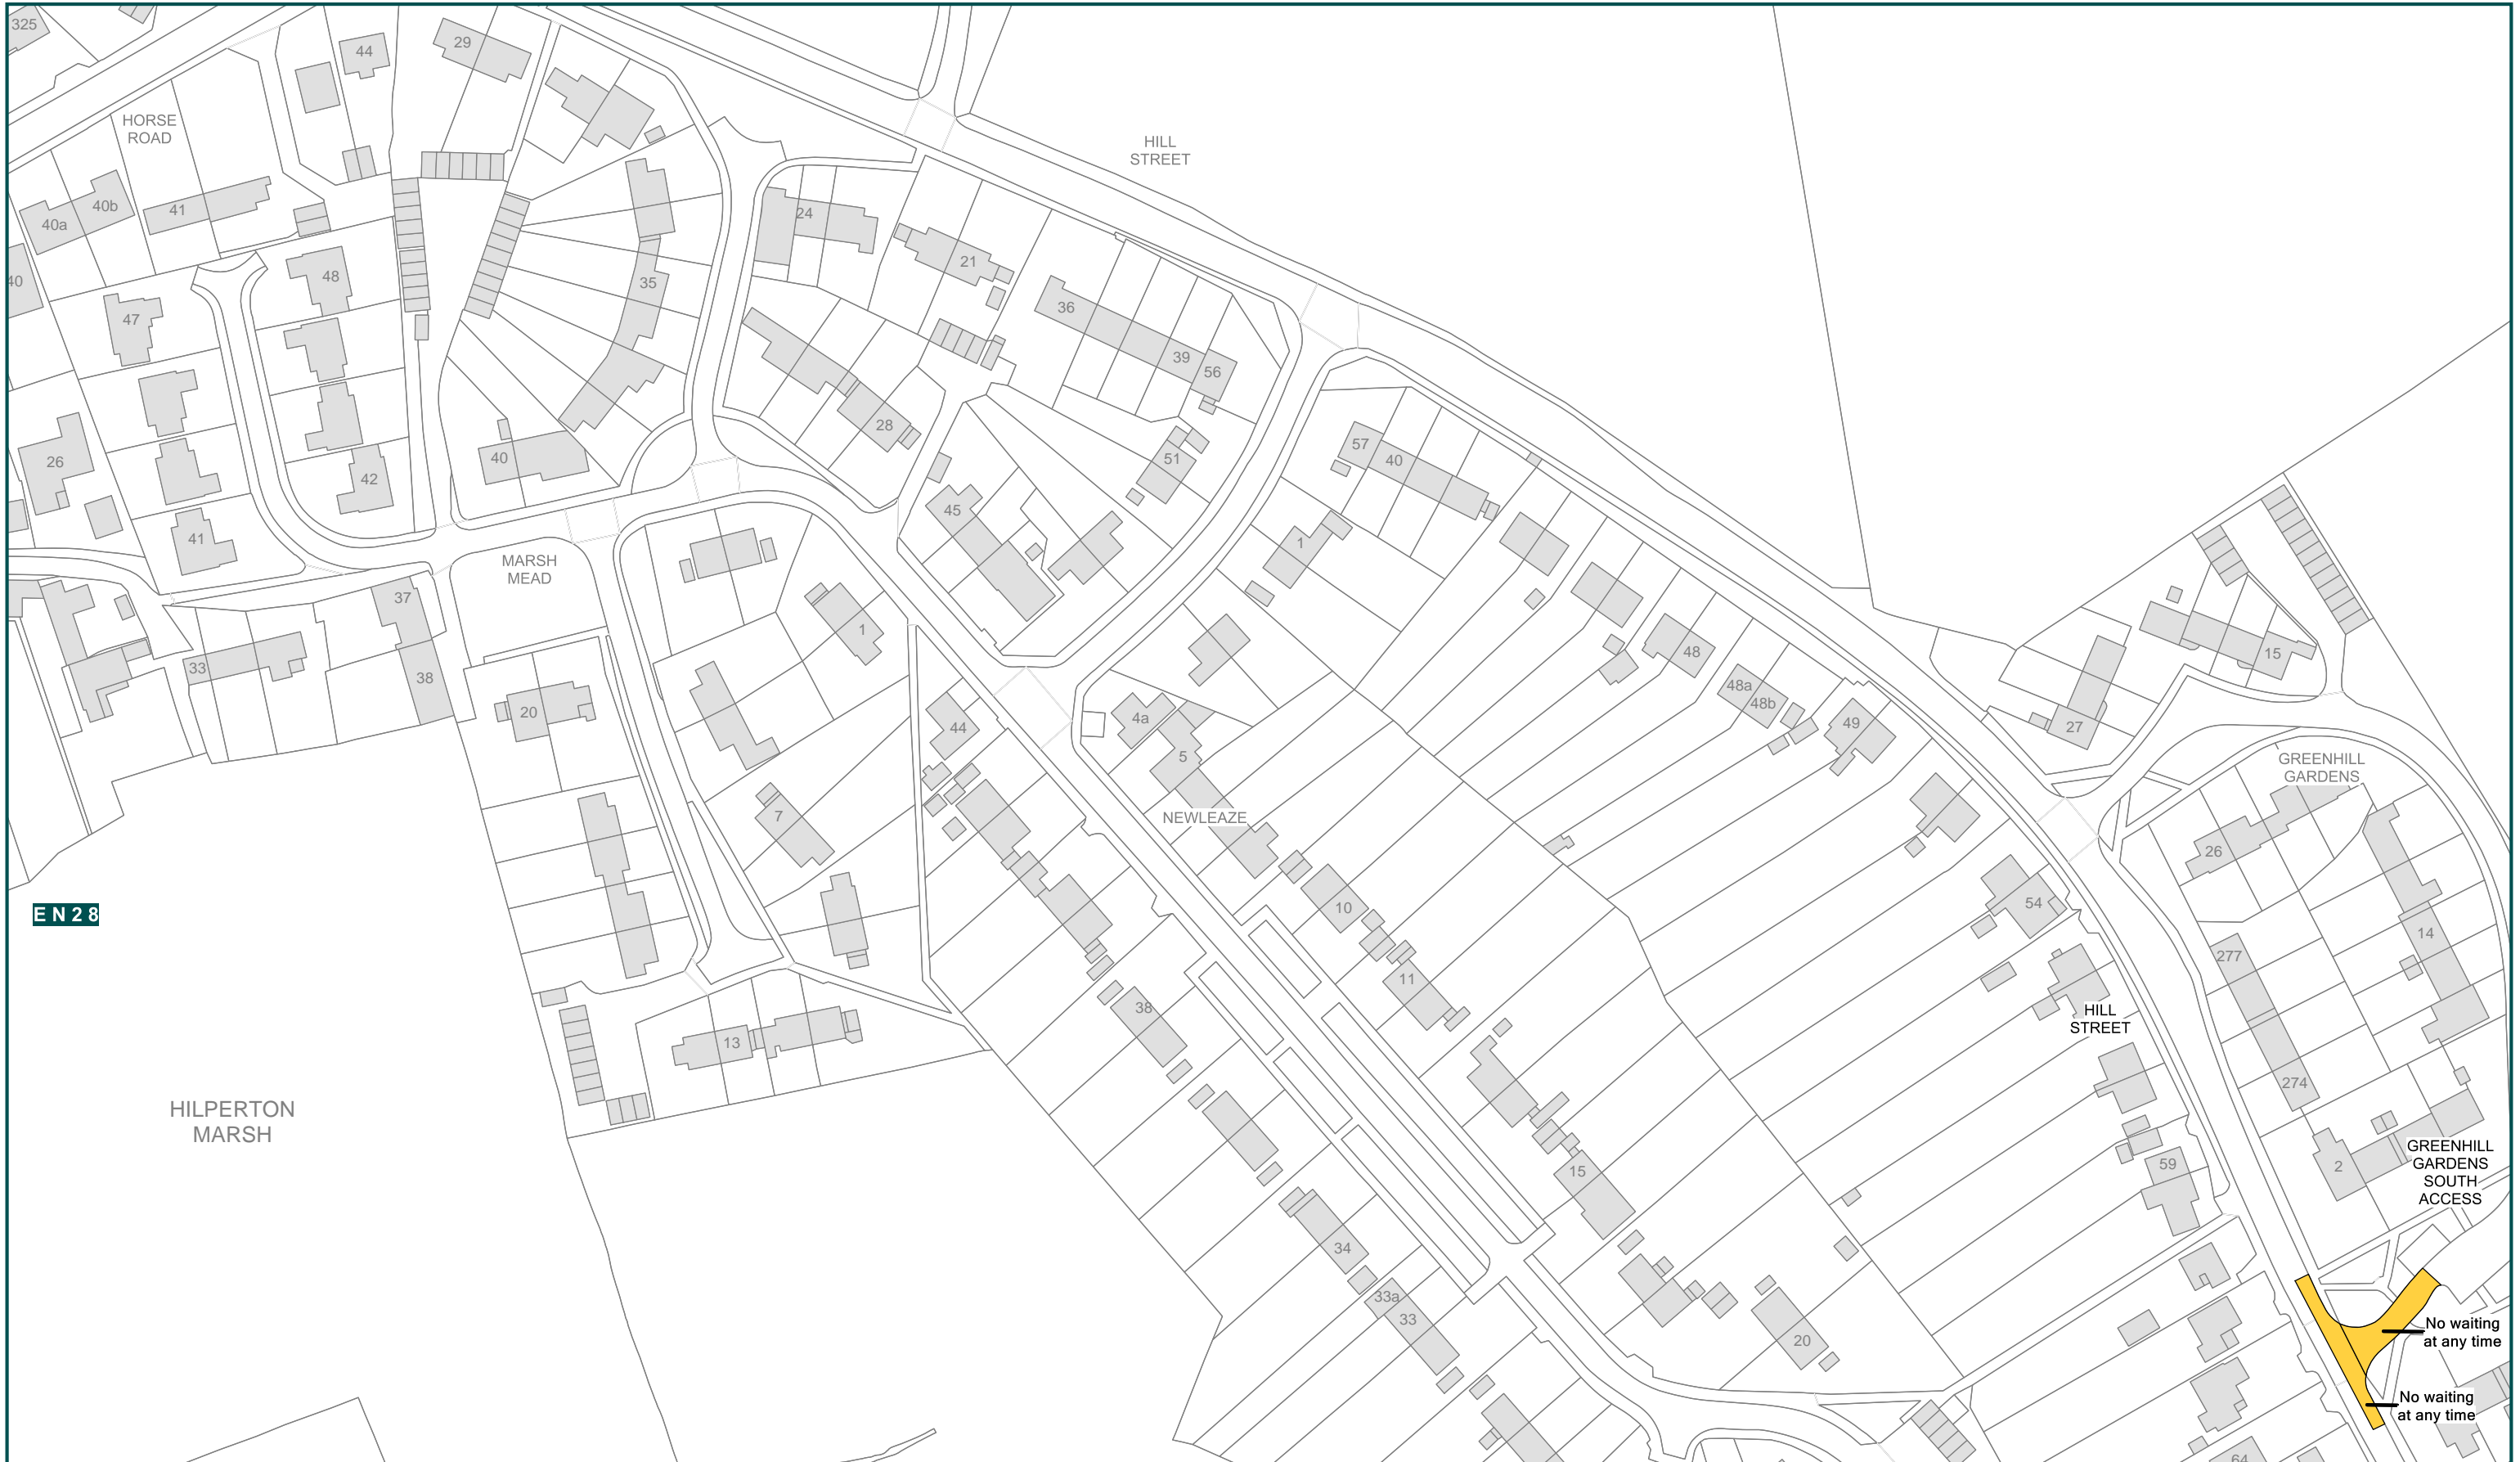 325
44
29
HORSE
ROAD
HILL
STREET
40a
40b
41
24
21
40
48
35
47
36
39
56
28
26
42
40
51
57
40
45
41
MARSH
MEAD
1
37
1
33
38
48
15
20
44
4a
48a
48b
49
27
5
GREENHILL
GARDENS
7
NEWLEAZE
26
10
54
14
EN28
277
11
38
HILL
STREET
13
274
HILPERTON
MARSH
GREENHILL
GARDENS
SOUTH
ACCESS
2
59
15
34
33a
33
20
No waiting
at any time
No waiting
at any time
64